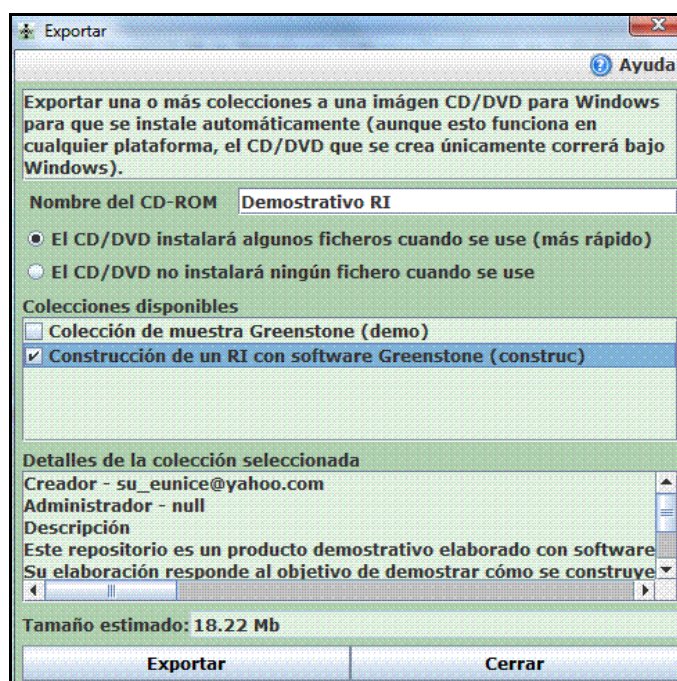 Exportar
Ayuda
Exportar una o más colecciones a una imágen CD/DVD para Windows
para que se instale automáticamente (aunque esto funciona en
cualquier plataforma, el CD/DVD que se crea únicamente correrá bajo
Windows).
Nombre del CD-ROM Demostrativo RI
El CD/DVD instalará algunos ficheros cuando se use (más rápido)
El CD/DVD no instalará ningún fichero cuando se use
Colecciones disponibles
Colección de muestra Greenstone (demo)
Construcción de un RI con software Greenstone (construc)
Detalles de la colección seleccionada
Creador - su_eunice@yahoo.com
Administrador - null
Descripción
Este repositorio es un producto demostrativo elaborado con software
Su elaboración responde al objetivo de demostrar cómo se construye
Tamaño estimado: 18.22 Mb
Exportar Cerrar